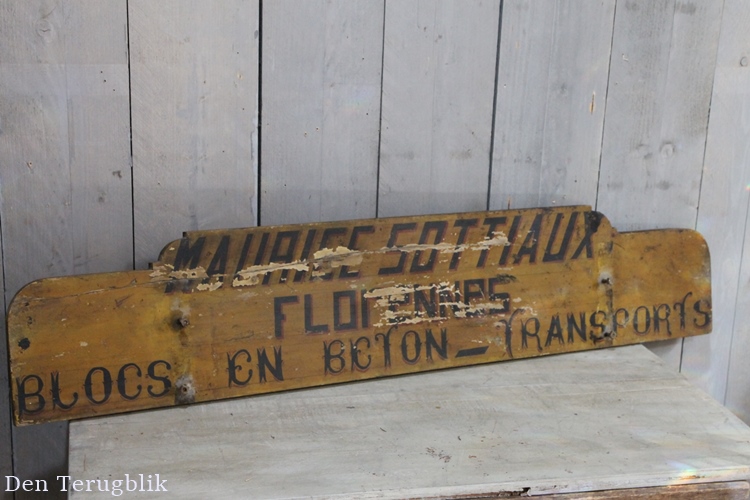 MAURICE SOTTIAUX
FLORENNES
BLOCS EN BETON - TRANSPORTS
Den Terugblik